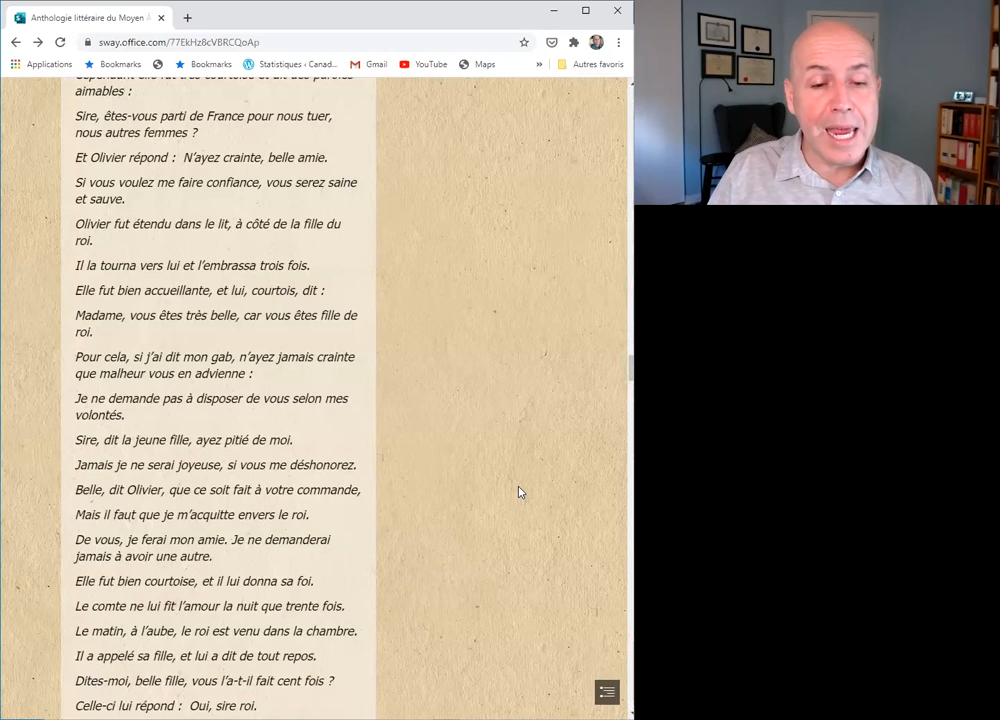 Anthologie littéraire du Moyen Â
sway.office.com/77EkHz8cVBRCQoAp
Applications Bookmarks Bookmarks Statistiques ‹ Canad... Gmail YouTube Maps » Autres favoris
Cependant elle fut très courtoise et dit des paroles
aimables :
Sire, êtes-vous parti de France pour nous tuer,
nous autres femmes ?
Et Olivier répond : N’ayez crainte, belle amie.
Si vous voulez me faire confiance, vous serez saine
et sauve.
Olivier fut étendu dans le lit, à côté de la fille du
roi.
Il la tourna vers lui et l’embrassa trois fois.
Elle fut bien accueillante, et lui, courtois, dit :
Madame, vous êtes très belle, car vous êtes fille de
roi.
Pour cela, si j’ai dit mon gab, n’ayez jamais crainte
que malheur vous en advienne :
Je ne demande pas à disposer de vous selon mes
volontés.
Sire, dit la jeune fille, ayez pitié de moi.
Jamais je ne serai joyeuse, si vous me déshonorez.
Belle, dit Olivier, que ce soit fait à votre commande,
Mais il faut que je m’acquitte envers le roi.
De vous, je ferai mon amie. Je ne demanderai
jamais à avoir une autre.
Elle fut bien courtoise, et il lui donna sa foi.
Le comte ne lui fit l’amour la nuit que trente fois.
Le matin, à l’aube, le roi est venu dans la chambre.
Il a appelé sa fille, et lui a dit de tout repos.
Dites-moi, belle fille, vous l’a-t-il fait cent fois ?
Celle-ci lui répond : Oui, sire roi.